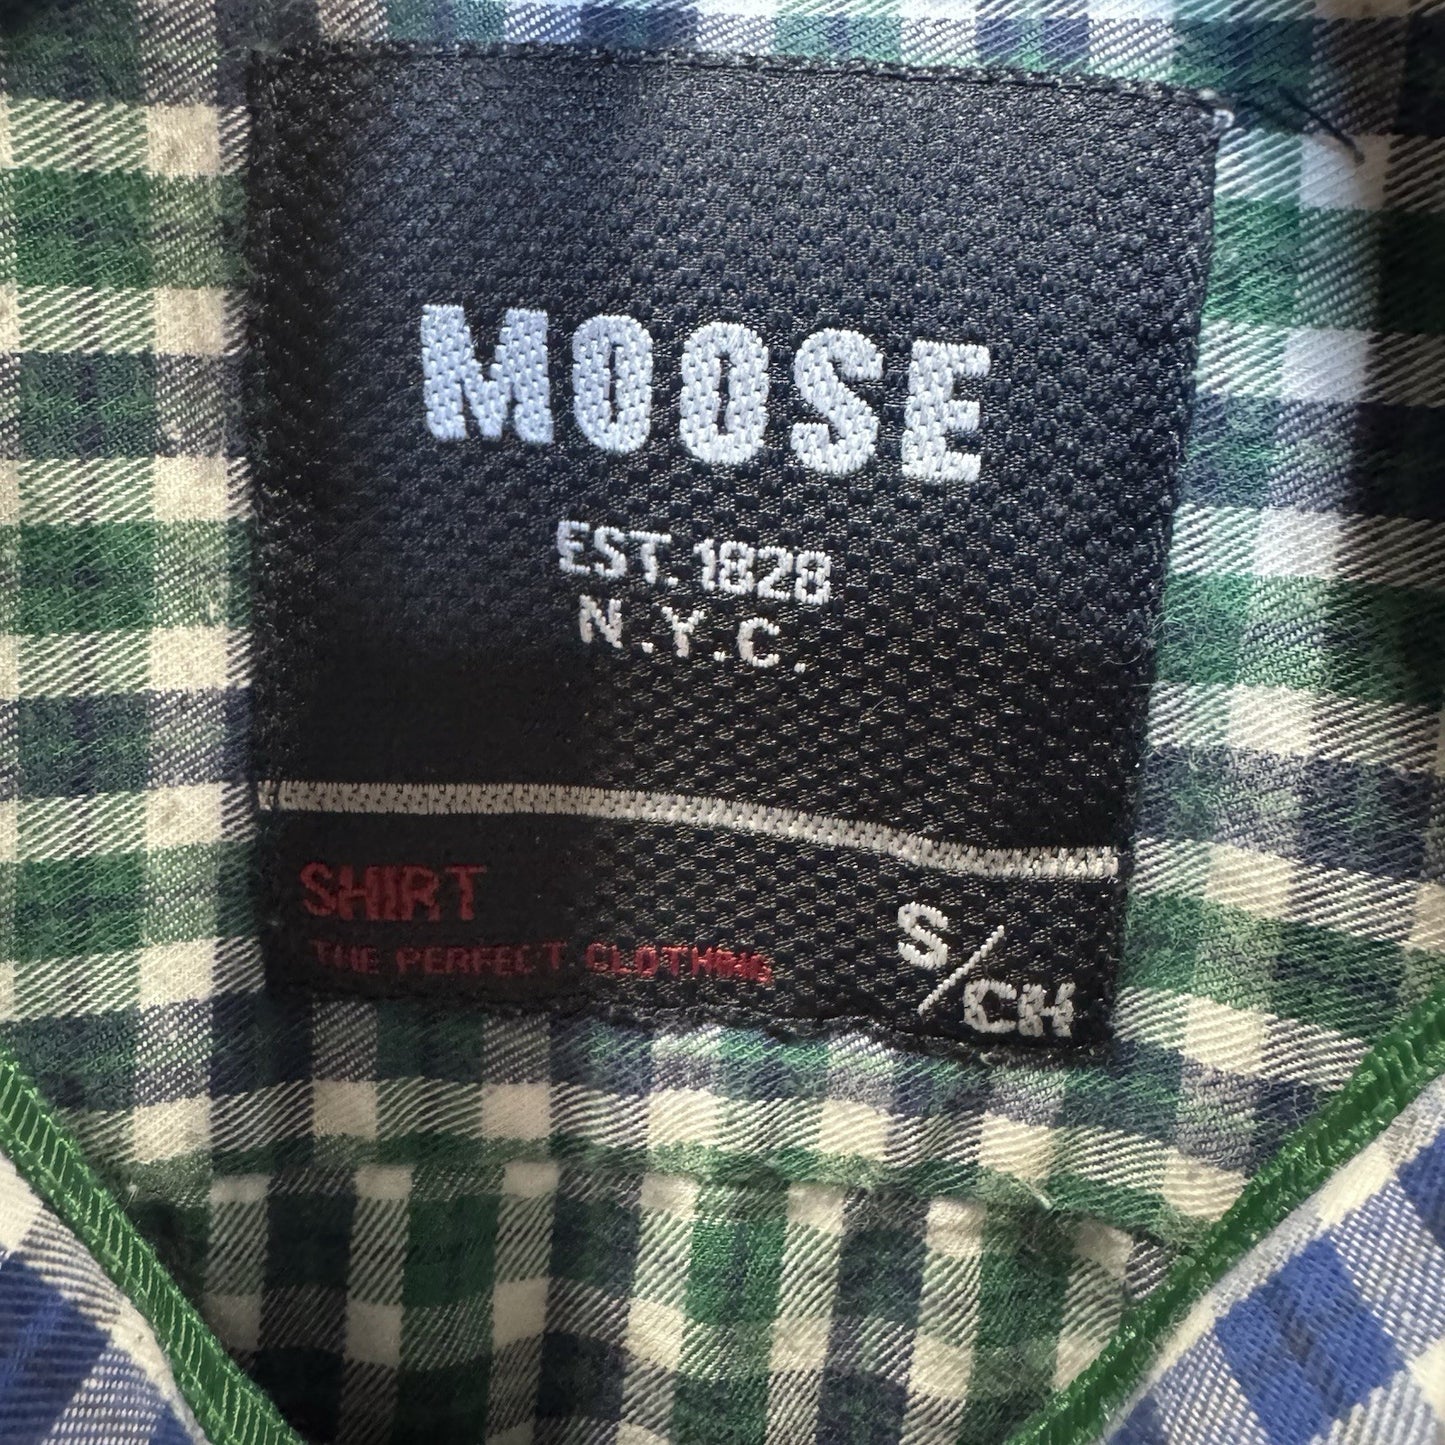 MOOSE
EST. 1828
N.Y.C.
SHIRT
THE PERFECT CLOTHING
S/CH